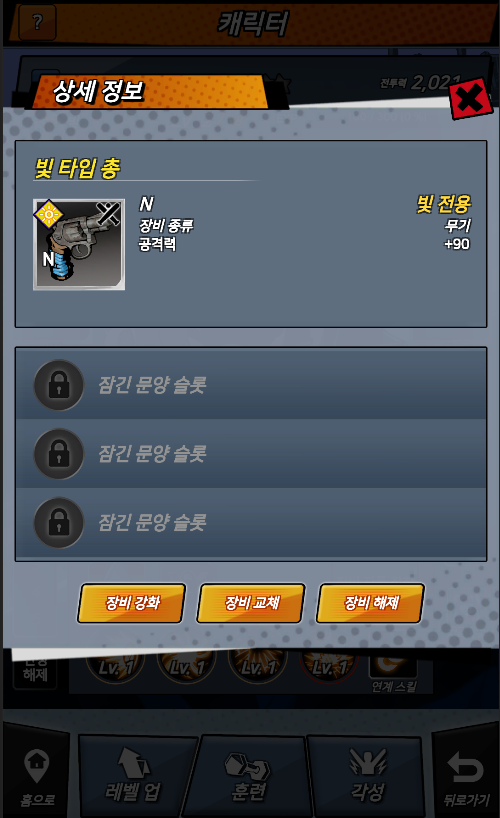 ?
캐릭터
전투력 2,021
상세 정보
빛 타입 총
N
N 빛 전용
장비 종류 무기
공격력 +90
잠긴 문양 슬롯
잠긴 문양 슬롯
잠긴 문양 슬롯
장비 강화 장비 교체 장비 해제
해제
Lv. 1 Lv. 1 Lv. 1 Lv. 1
연계 스킬
홈으로 레벨 업 훈련 각성 뒤로가기